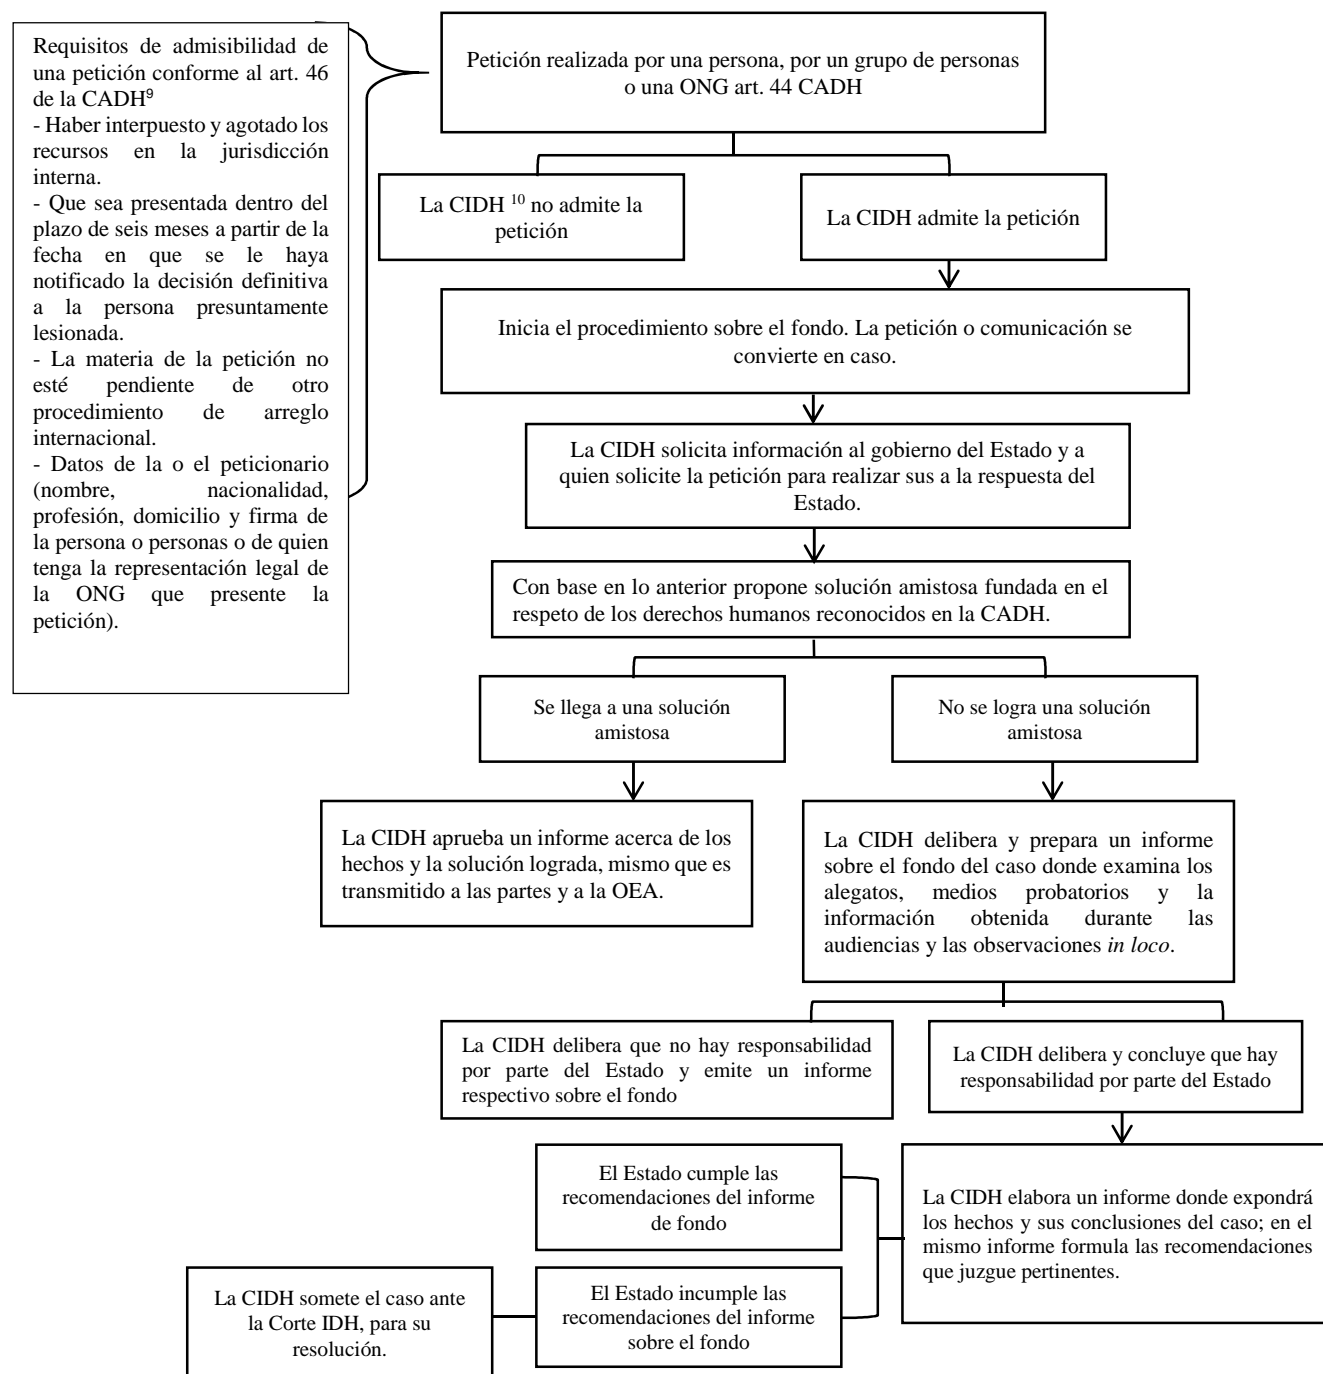 Requisitos de admisibilidad de
una petición conforme al art. 46
de la CADH⁹
- Haber interpuesto y agotado los
recursos en la jurisdicción
interna.
- Que sea presentada dentro del
plazo de seis meses a partir de la
fecha en que se le haya
notificado la decisión definitiva
a la persona presuntamente
lesionada.
- La materia de la petición no
esté pendiente de otro
procedimiento de arreglo
internacional.
- Datos de la o el peticionario
(nombre, nacionalidad,
profesión, domicilio y firma de
la persona o personas o de quien
tenga la representación legal de
la ONG que presente la
petición).
Petición realizada por una persona, por un grupo de personas
o una ONG art. 44 CADH
La CIDH ¹⁰ no admite la
petición
La CIDH admite la petición
Inicia el procedimiento sobre el fondo. La petición o comunicación se
convierte en caso.
La CIDH solicita información al gobierno del Estado y a
quien solicite la petición para realizar sus a la respuesta del
Estado.
Con base en lo anterior propone solución amistosa fundada en el
respeto de los derechos humanos reconocidos en la CADH.
Se llega a una solución
amistosa
No se logra una solución
amistosa
La CIDH aprueba un informe acerca de los
hechos y la solución lograda, mismo que es
transmitido a las partes y a la OEA.
La CIDH delibera y prepara un informe
sobre el fondo del caso donde examina los
alegatos, medios probatorios y la
información obtenida durante las
audiencias y las observaciones in loco.
La CIDH delibera que no hay responsabilidad
por parte del Estado y emite un informe
respectivo sobre el fondo
La CIDH delibera y concluye que hay
responsabilidad por parte del Estado
El Estado cumple las
recomendaciones del informe
de fondo
La CIDH elabora un informe donde expondrá
los hechos y sus conclusiones del caso; en el
mismo informe formula las recomendaciones
que juzgue pertinentes.
El Estado incumple las
recomendaciones del informe
sobre el fondo
La CIDH somete el caso ante
la Corte IDH, para su
resolución.